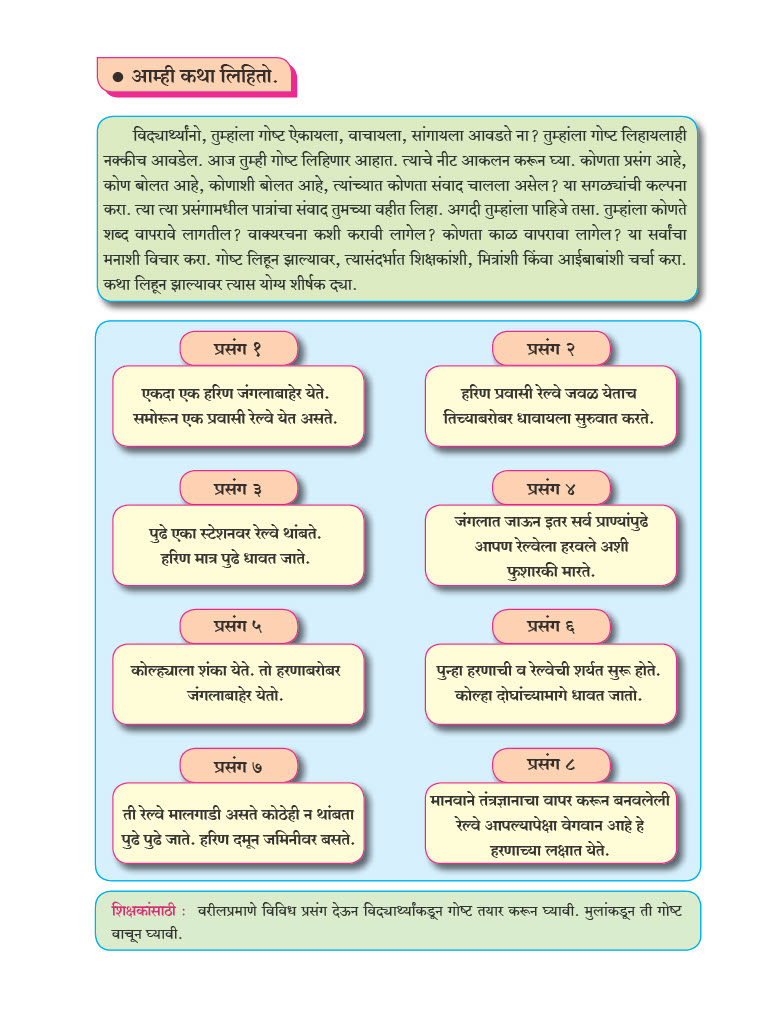 ● आम्ही कथा लिहितो.
विद्यार्थ्यांनो, तुम्हांला गोष्ट ऐकायला, वाचायला, सांगायला आवडते ना? तुम्हांला गोष्ट लिहायलाही
नक्कीच आवडेल. आज तुम्ही गोष्ट लिहिणार आहात. त्याचे नीट आकलन करून घ्या. कोणता प्रसंग आहे,
कोण बोलत आहे, कोणाशी बोलत आहे, त्यांच्यात कोणता संवाद चालला असेल? या सगळ्यांची कल्पना
करा. त्या त्या प्रसंगामधील पात्रांचा संवाद तुमच्या वहीत लिहा. अगदी तुम्हांला पाहिजे तसा. तुम्हांला कोणते
शब्द वापरावे लागतील? वाक्यरचना कशी करावी लागेल? कोणता काळ वापरावा लागेल? या सर्वांचा
मनाशी विचार करा. गोष्ट लिहून झाल्यावर, त्यासंदर्भात शिक्षकांशी, मित्रांशी किंवा आईबाबांशी चर्चा करा.
कथा लिहून झाल्यावर त्यास योग्य शीर्षक द्या.
प्रसंग १
एकदा एक हरिण जंगलाबाहेर येते.
समोरून एक प्रवासी रेल्वे येत असते.
प्रसंग २
हरिण प्रवासी रेल्वे जवळ येताच
तिच्याबरोबर धावायला सुरुवात करते.
प्रसंग ३
पुढे एका स्टेशनवर रेल्वे थांबते.
हरिण मात्र पुढे धावत जाते.
प्रसंग ४
जंगलात जाऊन इतर सर्व प्राण्यांपुढे
आपण रेल्वेला हरवले अशी
फुशारकी मारते.
प्रसंग ५
कोल्ह्याला शंका येते. तो हरणाबरोबर
जंगलाबाहेर येतो.
प्रसंग ६
पुन्हा हरणाची व रेल्वेची शर्यत सुरू होते.
कोल्हा दोघांच्यामागे धावत जातो.
प्रसंग ७
ती रेल्वे मालगाडी असते कोठेही न थांबता
पुढे पुढे जाते. हरिण दमून जमिनीवर बसते.
प्रसंग ८
मानवाने तंत्रज्ञानाचा वापर करून बनवलेली
रेल्वे आपल्यापेक्षा वेगवान आहे हे
हरणाच्या लक्षात येते.
शिक्षकांसाठी : वरीलप्रमाणे विविध प्रसंग देऊन विद्यार्थ्यांकडून गोष्ट तयार करून घ्यावी. मुलांकडून ती गोष्ट
वाचून घ्यावी.